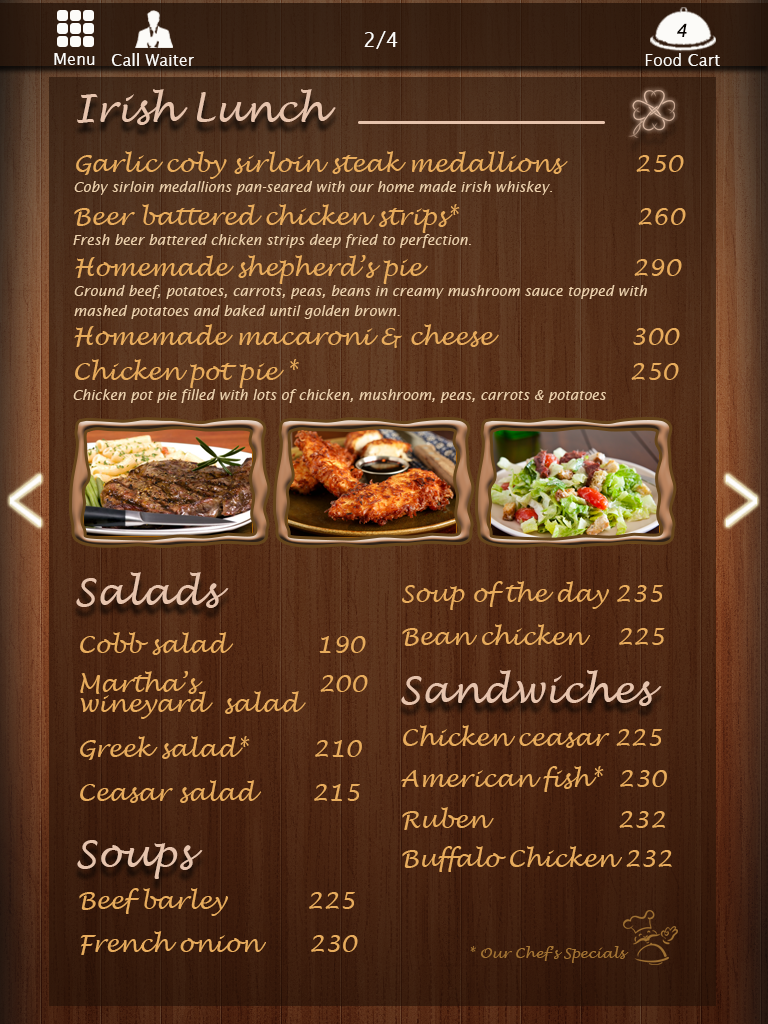 Menu
Call Waiter
2/4
4
Food Cart
Irish Lunch
Garlic coby sirloin steak medallions 250
Coby sirloin medallions pan-seared with our home made irish whiskey.
Beer battered chicken strips* 260
Fresh beer battered chicken strips deep fried to perfection.
Homemade shepherd's pie 290
Ground beef, potatoes, carrots, peas, beans in creamy mushroom sauce topped with
mashed potatoes and baked until golden brown.
Homemade macaroni & cheese 300
Chicken pot pie * 250
Chicken pot pie filled with lots of chicken, mushroom, peas, carrots & potatoes
Salads
Cobb salad 190
Martha's 200
wineyard salad
Greek salad* 210
Ceasar salad 215
Soups
Beef barley 225
French onion 230
Soup of the day 235
Bean chicken 225
Sandwiches
Chicken ceasar 225
American fish* 230
Ruben 232
Buffalo Chicken 232
* Our Chef's Specials